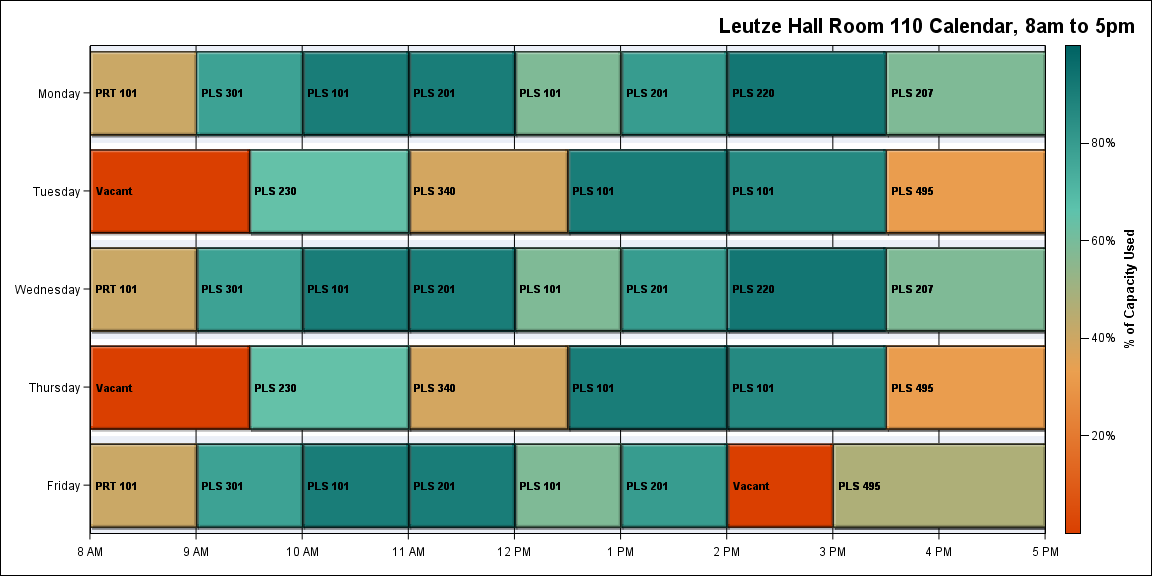 Leutze Hall Room 110 Calendar, 8am to 5pm
Monday
PRT 101
PLS 301
PLS 101
PLS 201
PLS 101
PLS 201
PLS 220
PLS 207
Tuesday
Vacant
PLS 230
PLS 340
PLS 101
PLS 101
PLS 495
Wednesday
PRT 101
PLS 301
PLS 101
PLS 201
PLS 101
PLS 201
PLS 220
PLS 207
Thursday
Vacant
PLS 230
PLS 340
PLS 101
PLS 101
PLS 495
Friday
PRT 101
PLS 301
PLS 101
PLS 201
PLS 101
PLS 201
Vacant
PLS 495
8 AM
9 AM
10 AM
11 AM
12 PM
1 PM
2 PM
3 PM
4 PM
5 PM
80%
60%
40%
20%
% of Capacity Used